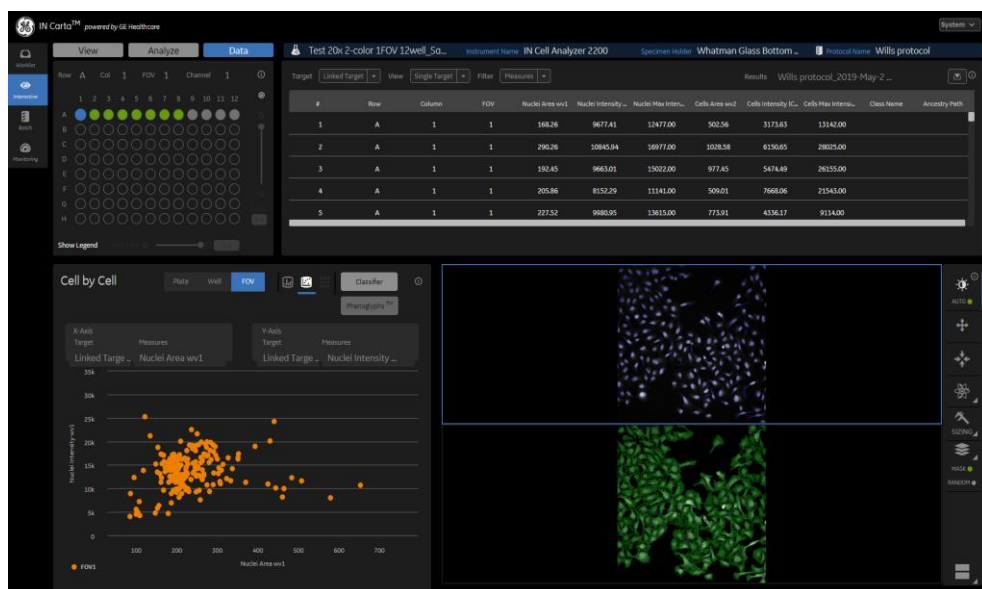 IN Carta™ powered by GE Healthcare
System
Worklist
Interactive
Batch
Monitoring
View Analyze Data
Row A Col 1 FOV 1 Channel 1
1 2 3 4 5 6 7 8 9 10 11 12
A
B
C
D
E
F
G
H
Show Legend
Test 20x 2-color 1FOV 12well_Sa... Instrument Name IN Cell Analyzer 2200 Specimen Holder Whatman Glass Bottom ... Protocol Name Wills protocol
Target Linked Target View Single Target Filter Measures Results Wills protocol_2019-May-2 ...
# Row Column FOV Nuclei Area wv1 Nuclei Intensity ... Nuclei Max Inten... Cells Area wv2 Cells Intensity (C... Cells Max Intensi... Class Name Ancestry Path
1 A 1 1 168.26 9677.41 12477.00 502.56 3173.63 13142.00
2 A 1 1 290.26 10845.94 16977.00 1028.58 6150.65 28025.00
3 A 1 1 192.45 9663.01 15022.00 977.45 5474.49 26155.00
4 A 1 1 205.86 8152.29 11141.00 509.01 7668.06 21543.00
5 A 1 1 227.52 9980.95 13615.00 773.91 4336.17 9114.00
Cell by Cell Plate Well FOV Classifier
Phenoglyphs TM
X-Axis
Target Measures
Linked Targe... Nuclei Area wv1
Y-Axis
Target Measures
Linked Targe... Nuclei Intensity ...
35k
30k
25k
20k
15k
10k
5k
0
Nuclei Intensity wv1
100 200 300 400 500 600 700
Nuclei Area wv1
FOV1
AUTO
SIZING
MASK
RANDOM